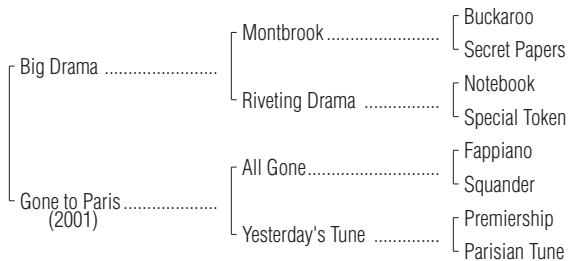 Buckaroo
Montbrook
Secret Papers
Big Drama
Notebook
Riveting Drama
Special Token
Fappiano
All Gone
Squander
Gone to Paris
(2001)
Premiership
Yesterday's Tune
Parisian Tune